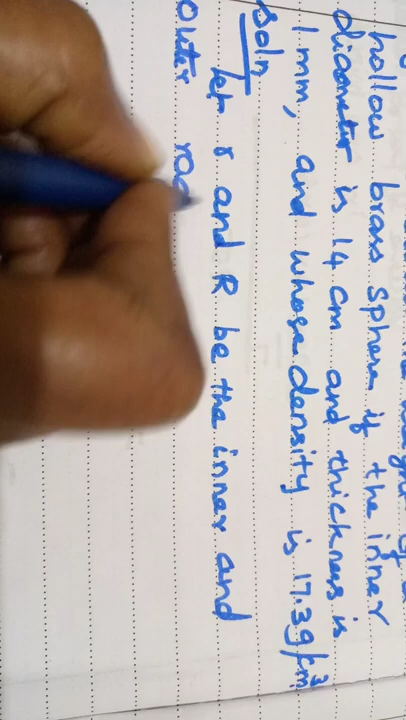 hollow brass sphere if the inner
diameter is 14 cm and thickness is
1 mm, and whose density is 17.3 g/cm³
Soln
Let r and R be the inner and
outer rad